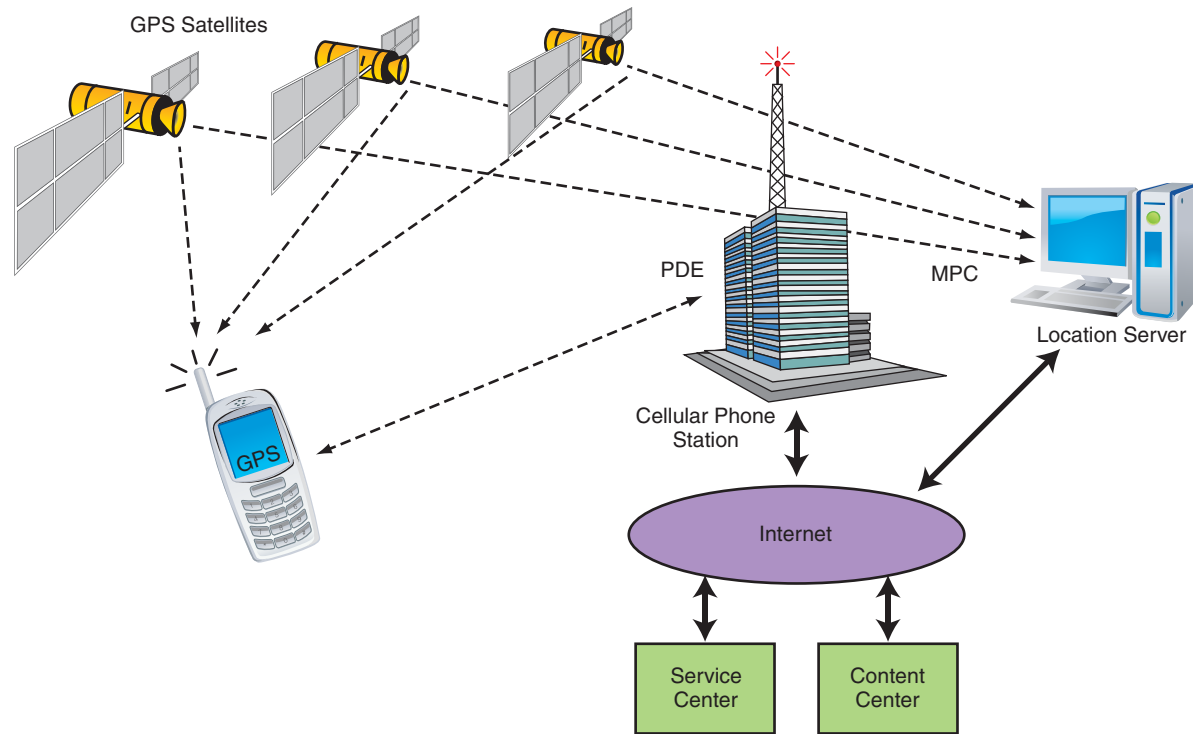 GPS Satellites
PDE
MPC
Location Server
Cellular Phone
Station
GPS
Internet
Service
Center
Content
Center